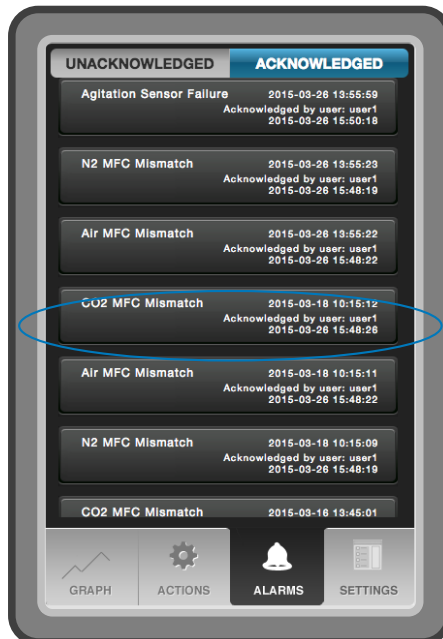 UNACKNOWLEDGED ACKNOWLEDGED
Agitation Sensor Failure 2015-03-26 13:55:59
Acknowledged by user: user1
2015-03-26 15:50:18
N2 MFC Mismatch 2015-03-26 13:55:23
Acknowledged by user: user1
2015-03-26 15:48:19
Air MFC Mismatch 2015-03-26 13:55:22
Acknowledged by user: user1
2015-03-26 15:48:22
CO2 MFC Mismatch 2015-03-18 10:15:12
Acknowledged by user: user1
2015-03-26 15:48:26
Air MFC Mismatch 2015-03-18 10:15:11
Acknowledged by user: user1
2015-03-26 15:48:22
N2 MFC Mismatch 2015-03-18 10:15:09
Acknowledged by user: user1
2015-03-26 15:48:19
CO2 MFC Mismatch 2015-03-16 13:45:01
GRAPH ACTIONS ALARMS SETTINGS